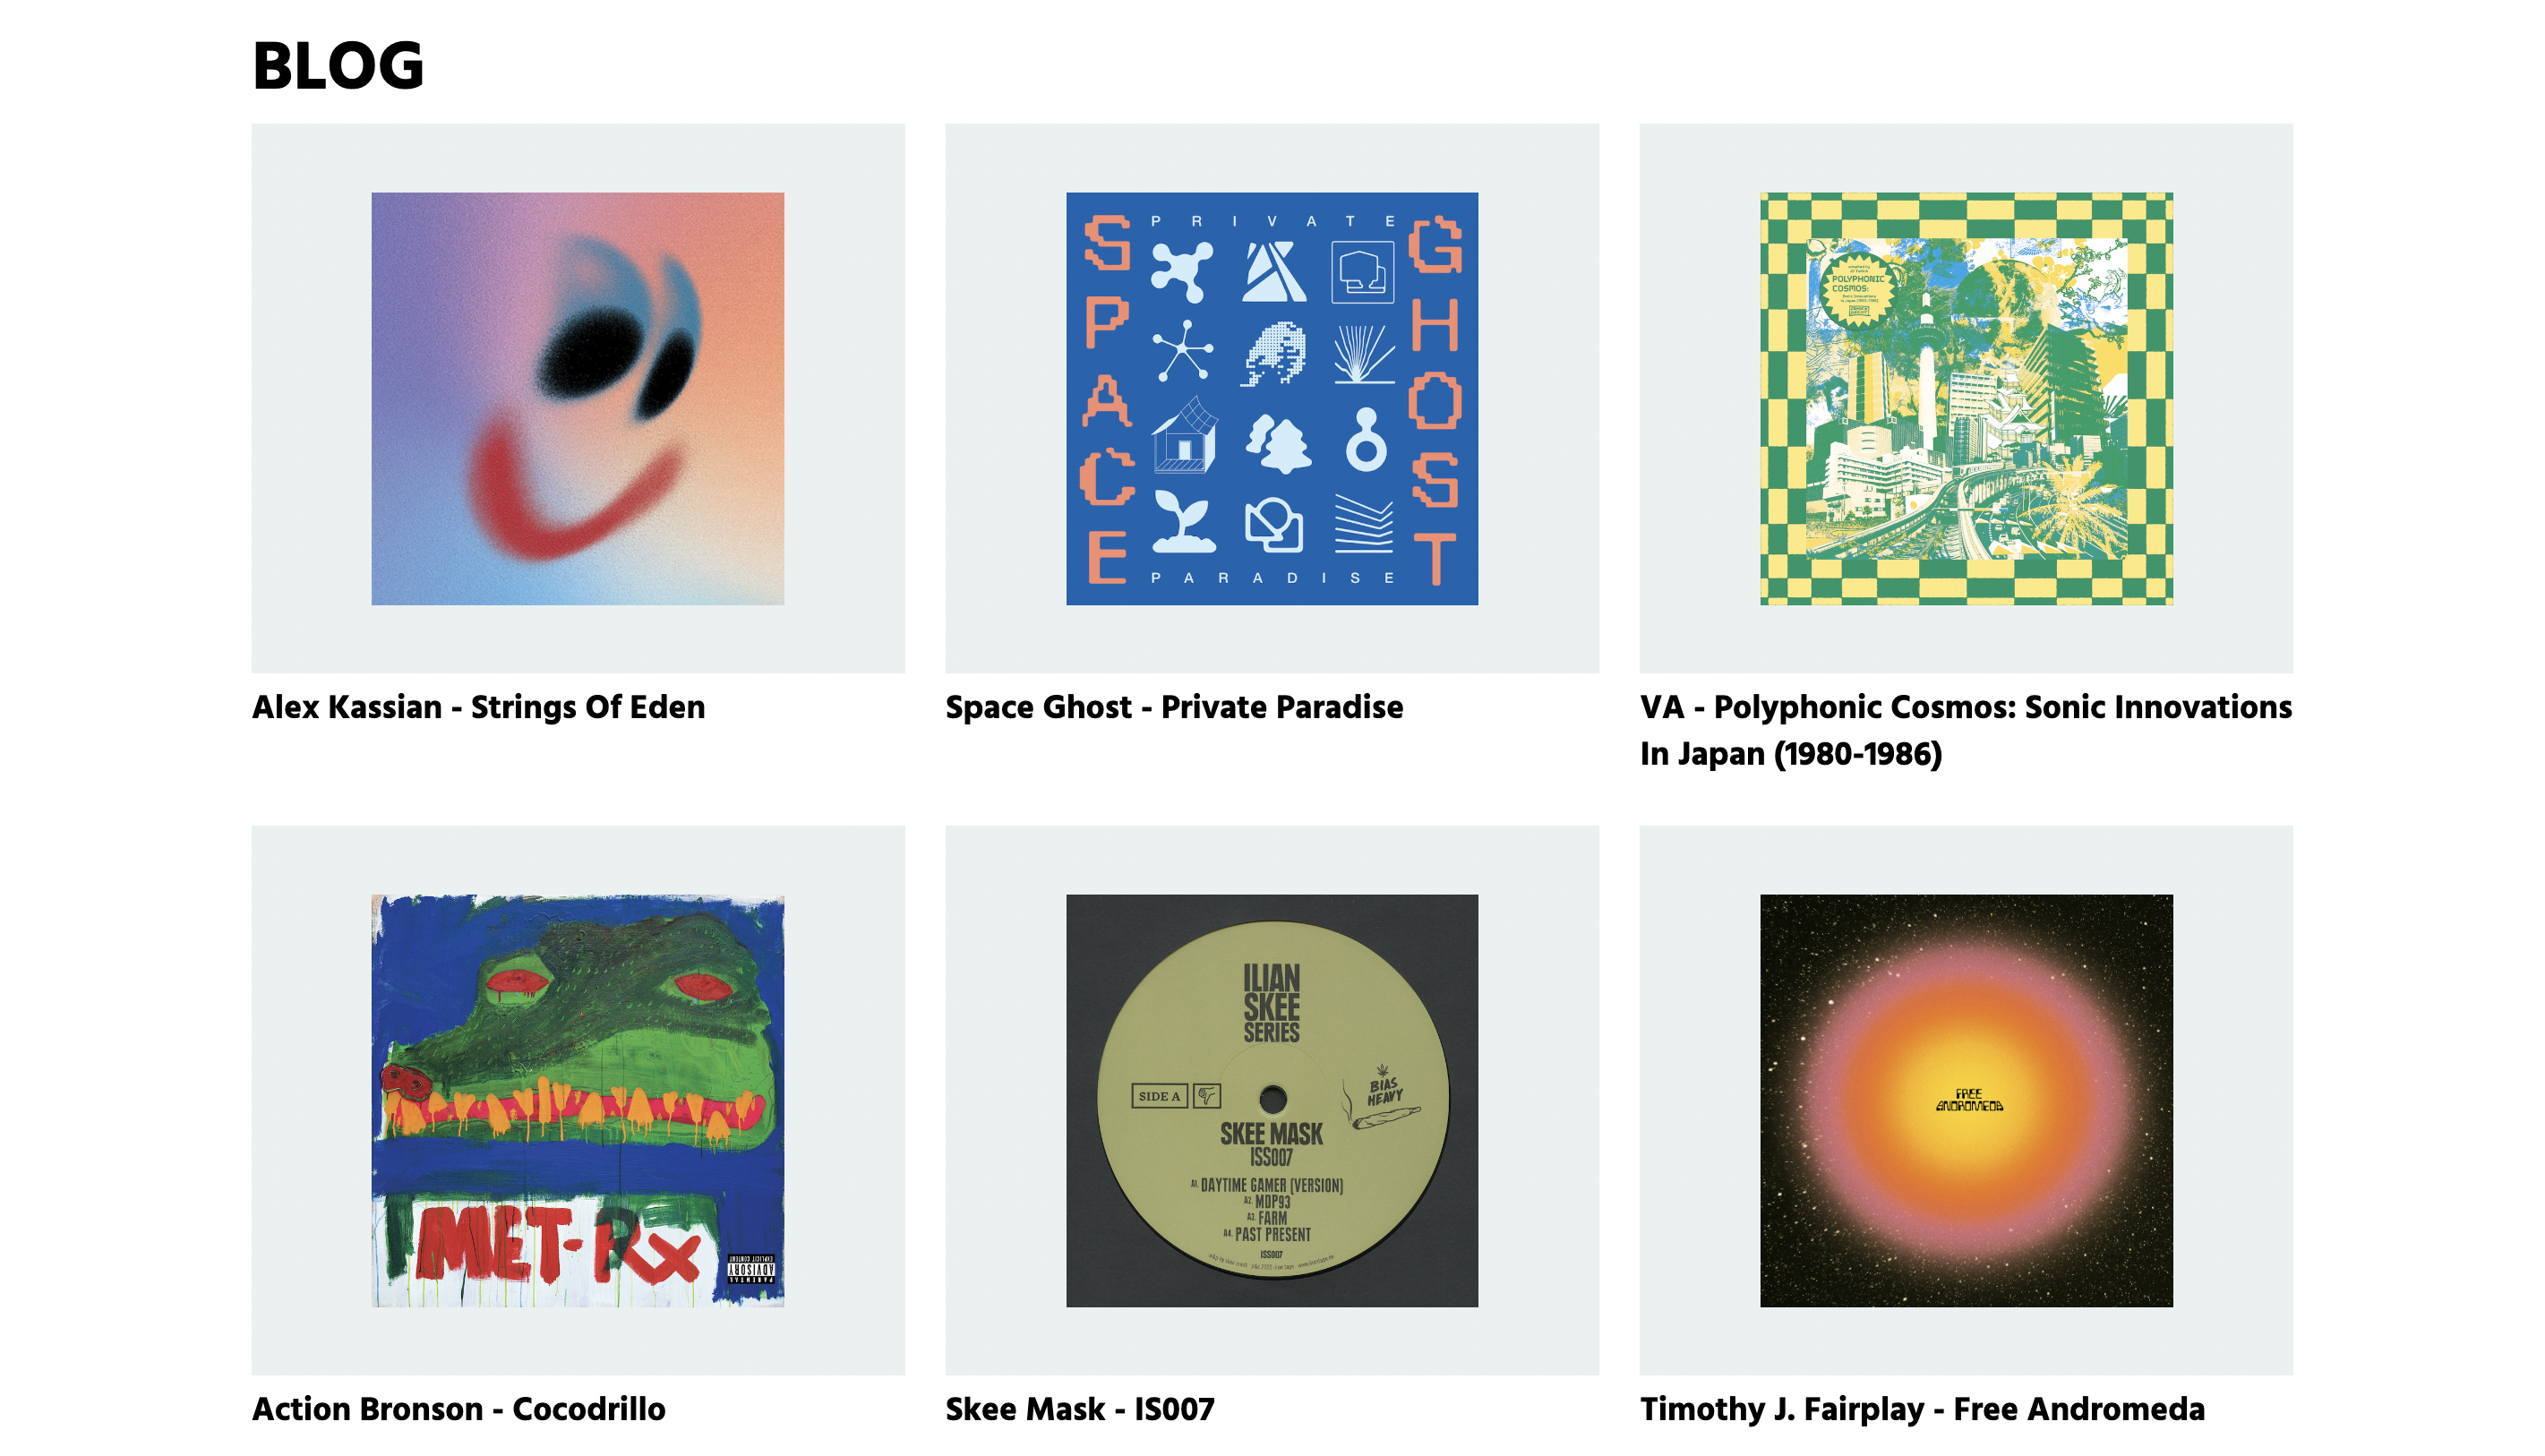 BLOG
PRIVATE
SPACE
GHOST
PARADISE
POLYPHONIC
COSMOS:
Alex Kassian - Strings Of Eden
Space Ghost - Private Paradise
VA - Polyphonic Cosmos: Sonic Innovations
In Japan (1980-1986)
MET-Rx
PARENTAL
ADVISORY
EXPLICIT CONTENT
ILIAN
SKEE
SERIES
SIDE A
BIAS
HEAVY
SKEE MASK
ISS007
A1. DAYTIME GAMER (VERSION)
A2. MDP93
A3. FARM
A4. PAST PRESENT
ISS007
FREE
ANDROMEDA
Action Bronson - Cocodrillo
Skee Mask - IS007
Timothy J. Fairplay - Free Andromeda